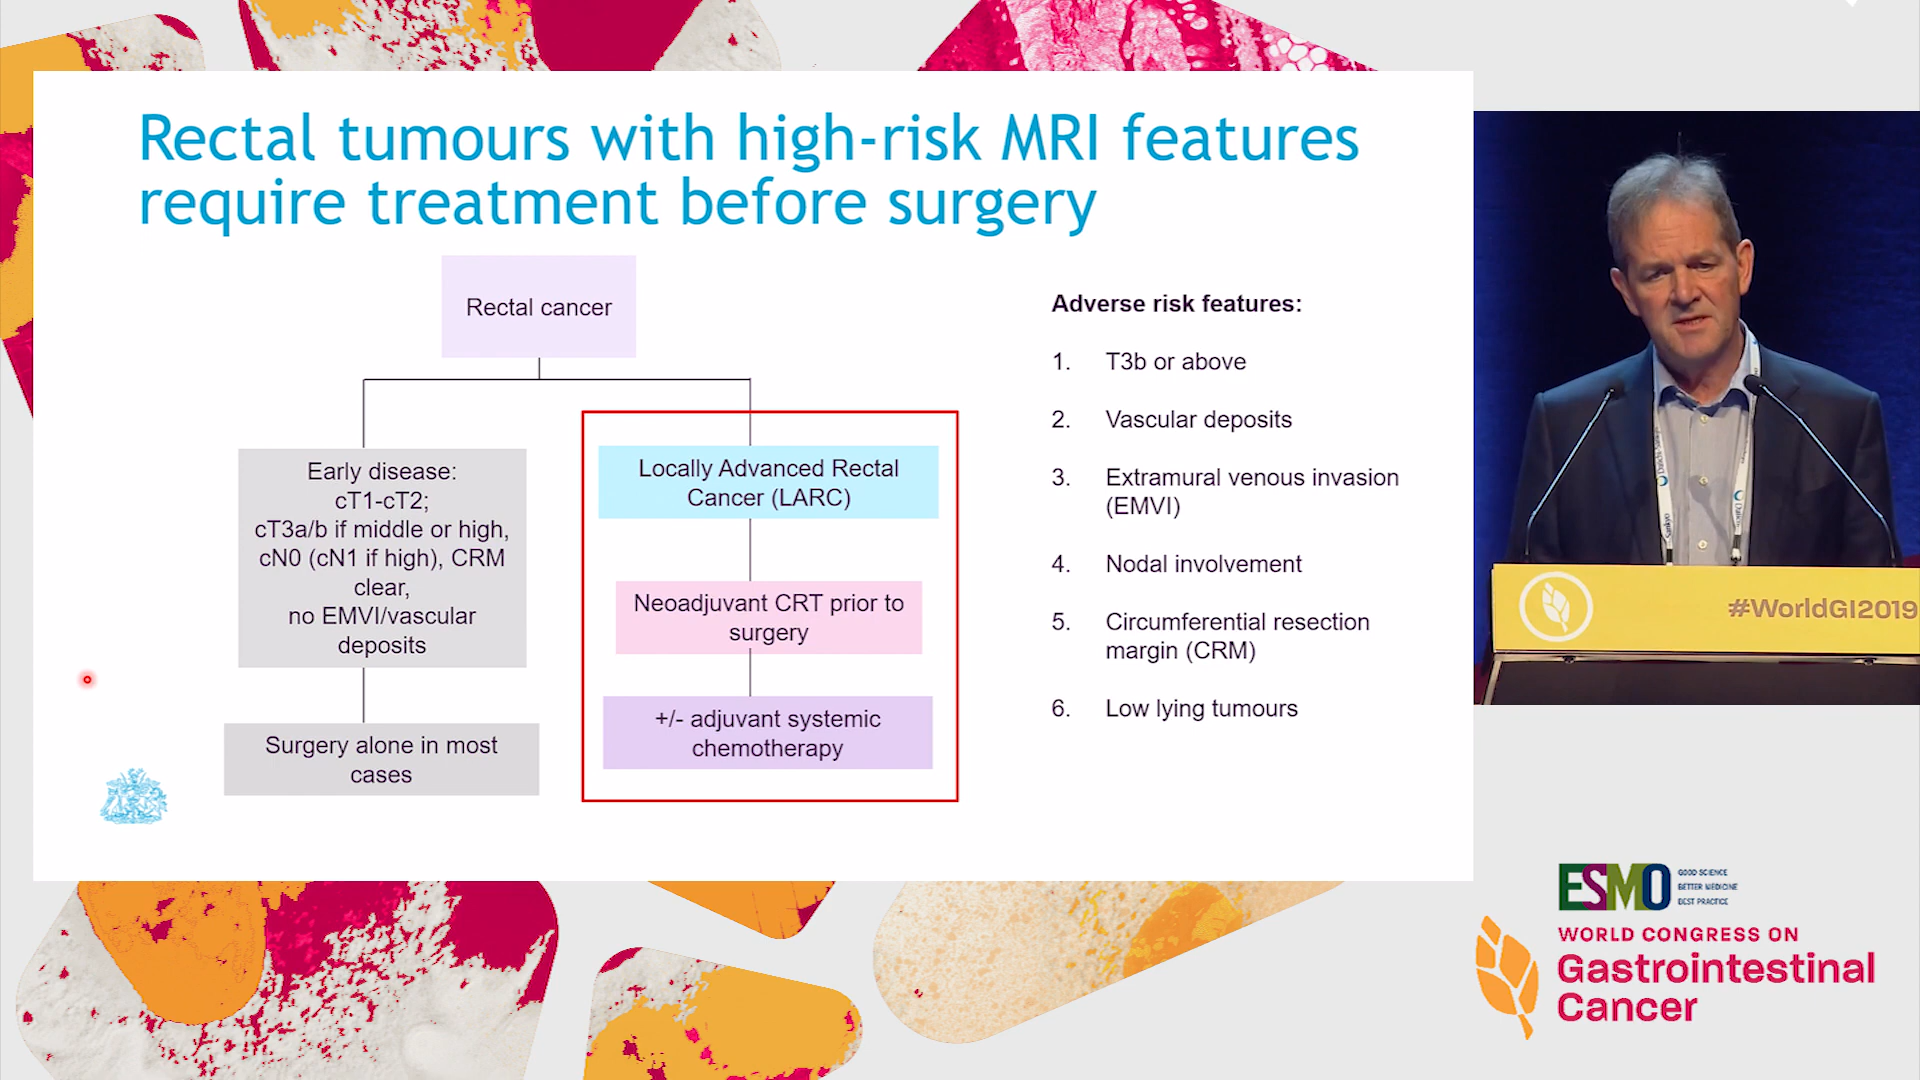 Rectal tumours with high-risk MRI features
require treatment before surgery
Rectal cancer
Early disease:
cT1-cT2;
cT3a/b if middle or high,
cN0 (cN1 if high), CRM
clear,
no EMVI/vascular
deposits
Surgery alone in most
cases
Locally Advanced Rectal
Cancer (LARC)
Neoadjuvant CRT prior to
surgery
+/- adjuvant systemic
chemotherapy
Adverse risk features:
1. T3b or above
2. Vascular deposits
3. Extramural venous invasion
(EMVI)
4. Nodal involvement
5. Circumferential resection
margin (CRM)
6. Low lying tumours
#WorldGI2019
ESMO
GOOD SCIENCE
BETTER MEDICINE
BEST PRACTICE
WORLD CONGRESS ON
Gastrointestinal
Cancer